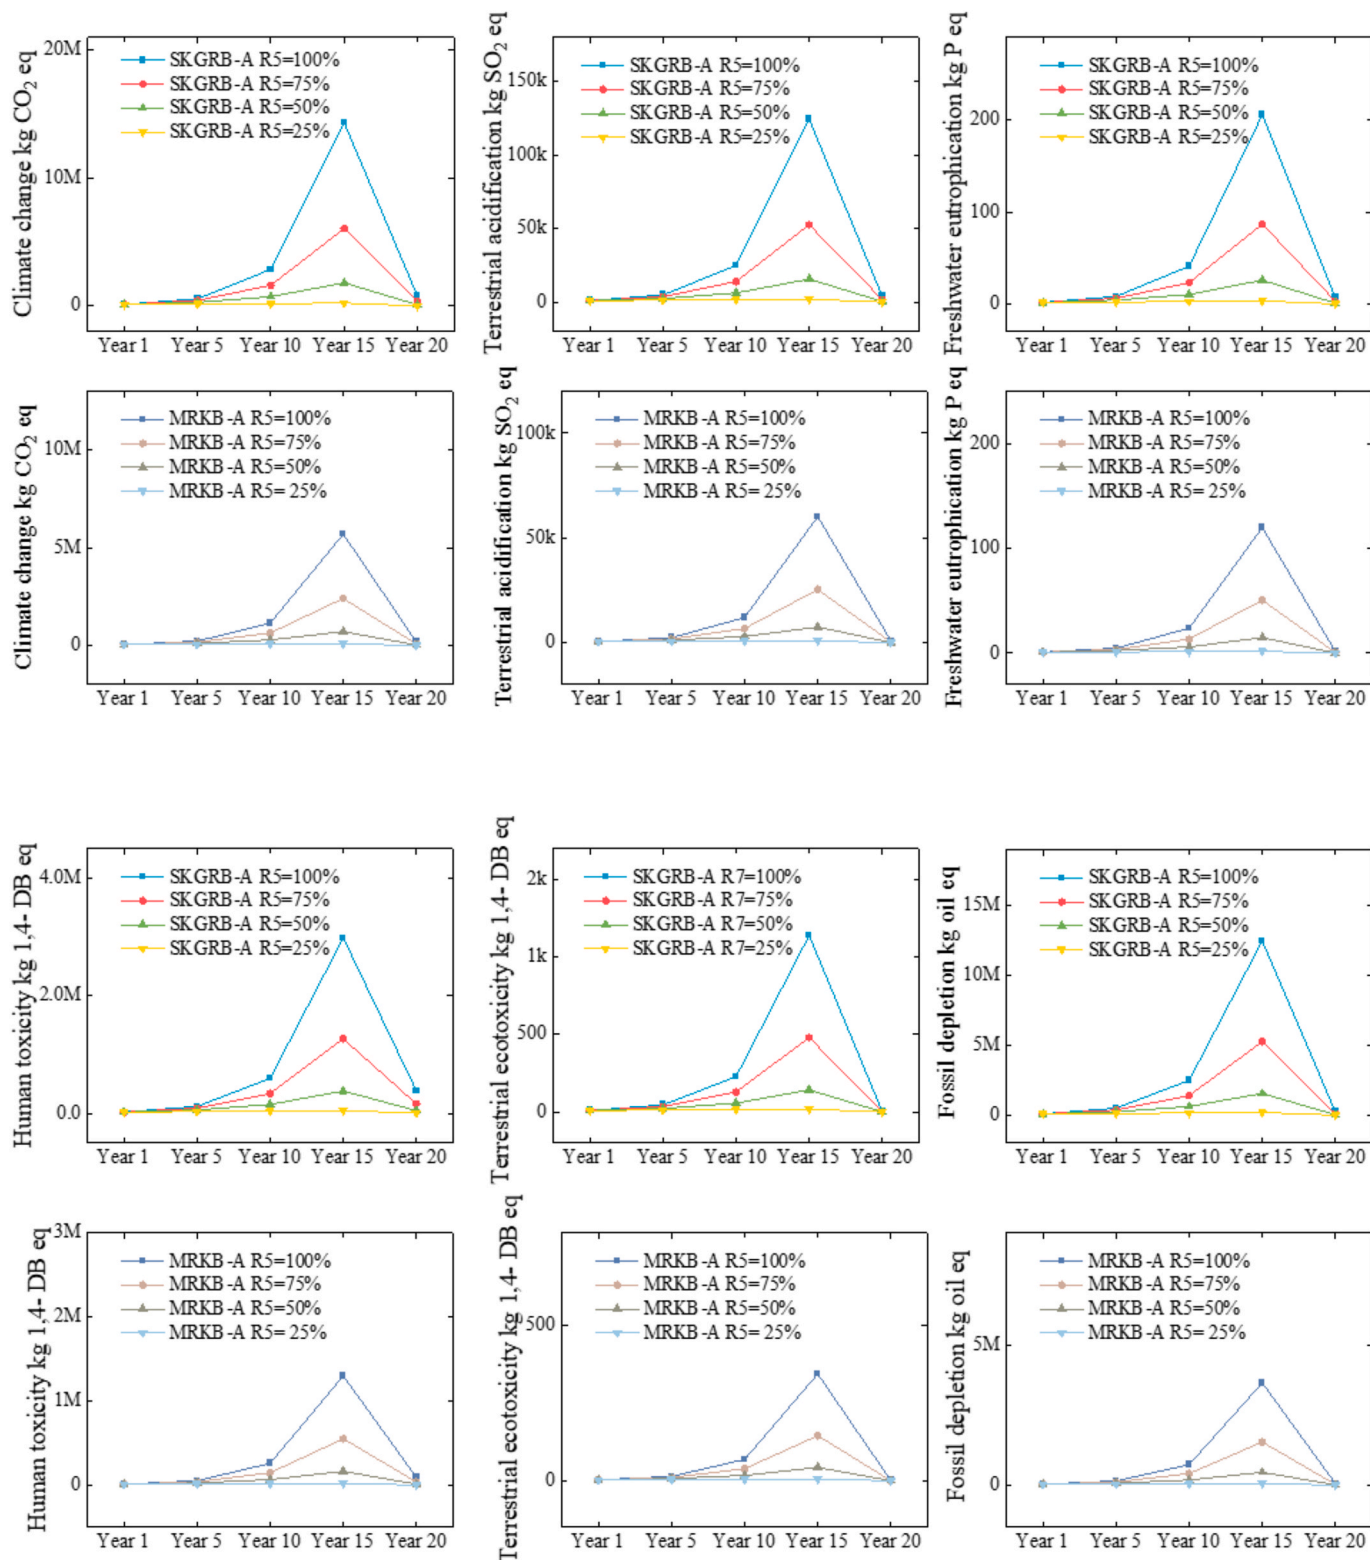 Climate change kg CO₂ eq
20M
10M
0
SKGRB-A R5=100%
SKGRB-A R5=75%
SKGRB-A R5=50%
SKGRB-A R5=25%
Year 1 Year 5 Year 10 Year 15 Year 20
Terrestrial acidification kg SO₂ eq
150k
100k
50k
0
SKGRB-A R5=100%
SKGRB-A R5=75%
SKGRB-A R5=50%
SKGRB-A R5=25%
Year 1 Year 5 Year 10 Year 15 Year 20
Freshwater eutrophication kg P eq
200
100
0
SKGRB-A R5=100%
SKGRB-A R5=75%
SKGRB-A R5=50%
SKGRB-A R5=25%
Year 1 Year 5 Year 10 Year 15 Year 20
Climate change kg CO₂ eq
10M
5M
0
MRKB-A R5=100%
MRKB-A R5=75%
MRKB-A R5=50%
MRKB-A R5= 25%
Year 1 Year 5 Year 10 Year 15 Year 20
Terrestrial acidification kg SO₂ eq
100k
50k
0
MRKB-A R5=100%
MRKB-A R5=75%
MRKB-A R5=50%
MRKB-A R5= 25%
Year 1 Year 5 Year 10 Year 15 Year 20
Freshwater eutrophication kg P eq
200
100
0
MRKB-A R5=100%
MRKB-A R5=75%
MRKB-A R5=50%
MRKB-A R5= 25%
Year 1 Year 5 Year 10 Year 15 Year 20
Human toxicity kg 1,4- DB eq
4.0M
2.0M
0.0
SKGRB-A R5=100%
SKGRB-A R5=75%
SKGRB-A R5=50%
SKGRB-A R5=25%
Year 1 Year 5 Year 10 Year 15 Year 20
Terrestrial ecotoxicity kg 1,4- DB eq
2k
1k
500
0
SKGRB-A R7=100%
SKGRB-A R7=75%
SKGRB-A R7=50%
SKGRB-A R7=25%
Year 1 Year 5 Year 10 Year 15 Year 20
Fossil depletion kg oil eq
15M
10M
5M
0
SKGRB-A R5=100%
SKGRB-A R5=75%
SKGRB-A R5=50%
SKGRB-A R5=25%
Year 1 Year 5 Year 10 Year 15 Year 20
Human toxicity kg 1,4- DB eq
3M
2M
1M
0
MRKB-A R5=100%
MRKB-A R5=75%
MRKB-A R5=50%
MRKB-A R5= 25%
Year 1 Year 5 Year 10 Year 15 Year 20
Terrestrial ecotoxicity kg 1,4- DB eq
500
0
MRKB-A R5=100%
MRKB-A R5=75%
MRKB-A R5=50%
MRKB-A R5= 25%
Year 1 Year 5 Year 10 Year 15 Year 20
Fossil depletion kg oil eq
5M
0
MRKB-A R5=100%
MRKB-A R5=75%
MRKB-A R5=50%
MRKB-A R5= 25%
Year 1 Year 5 Year 10 Year 15 Year 20